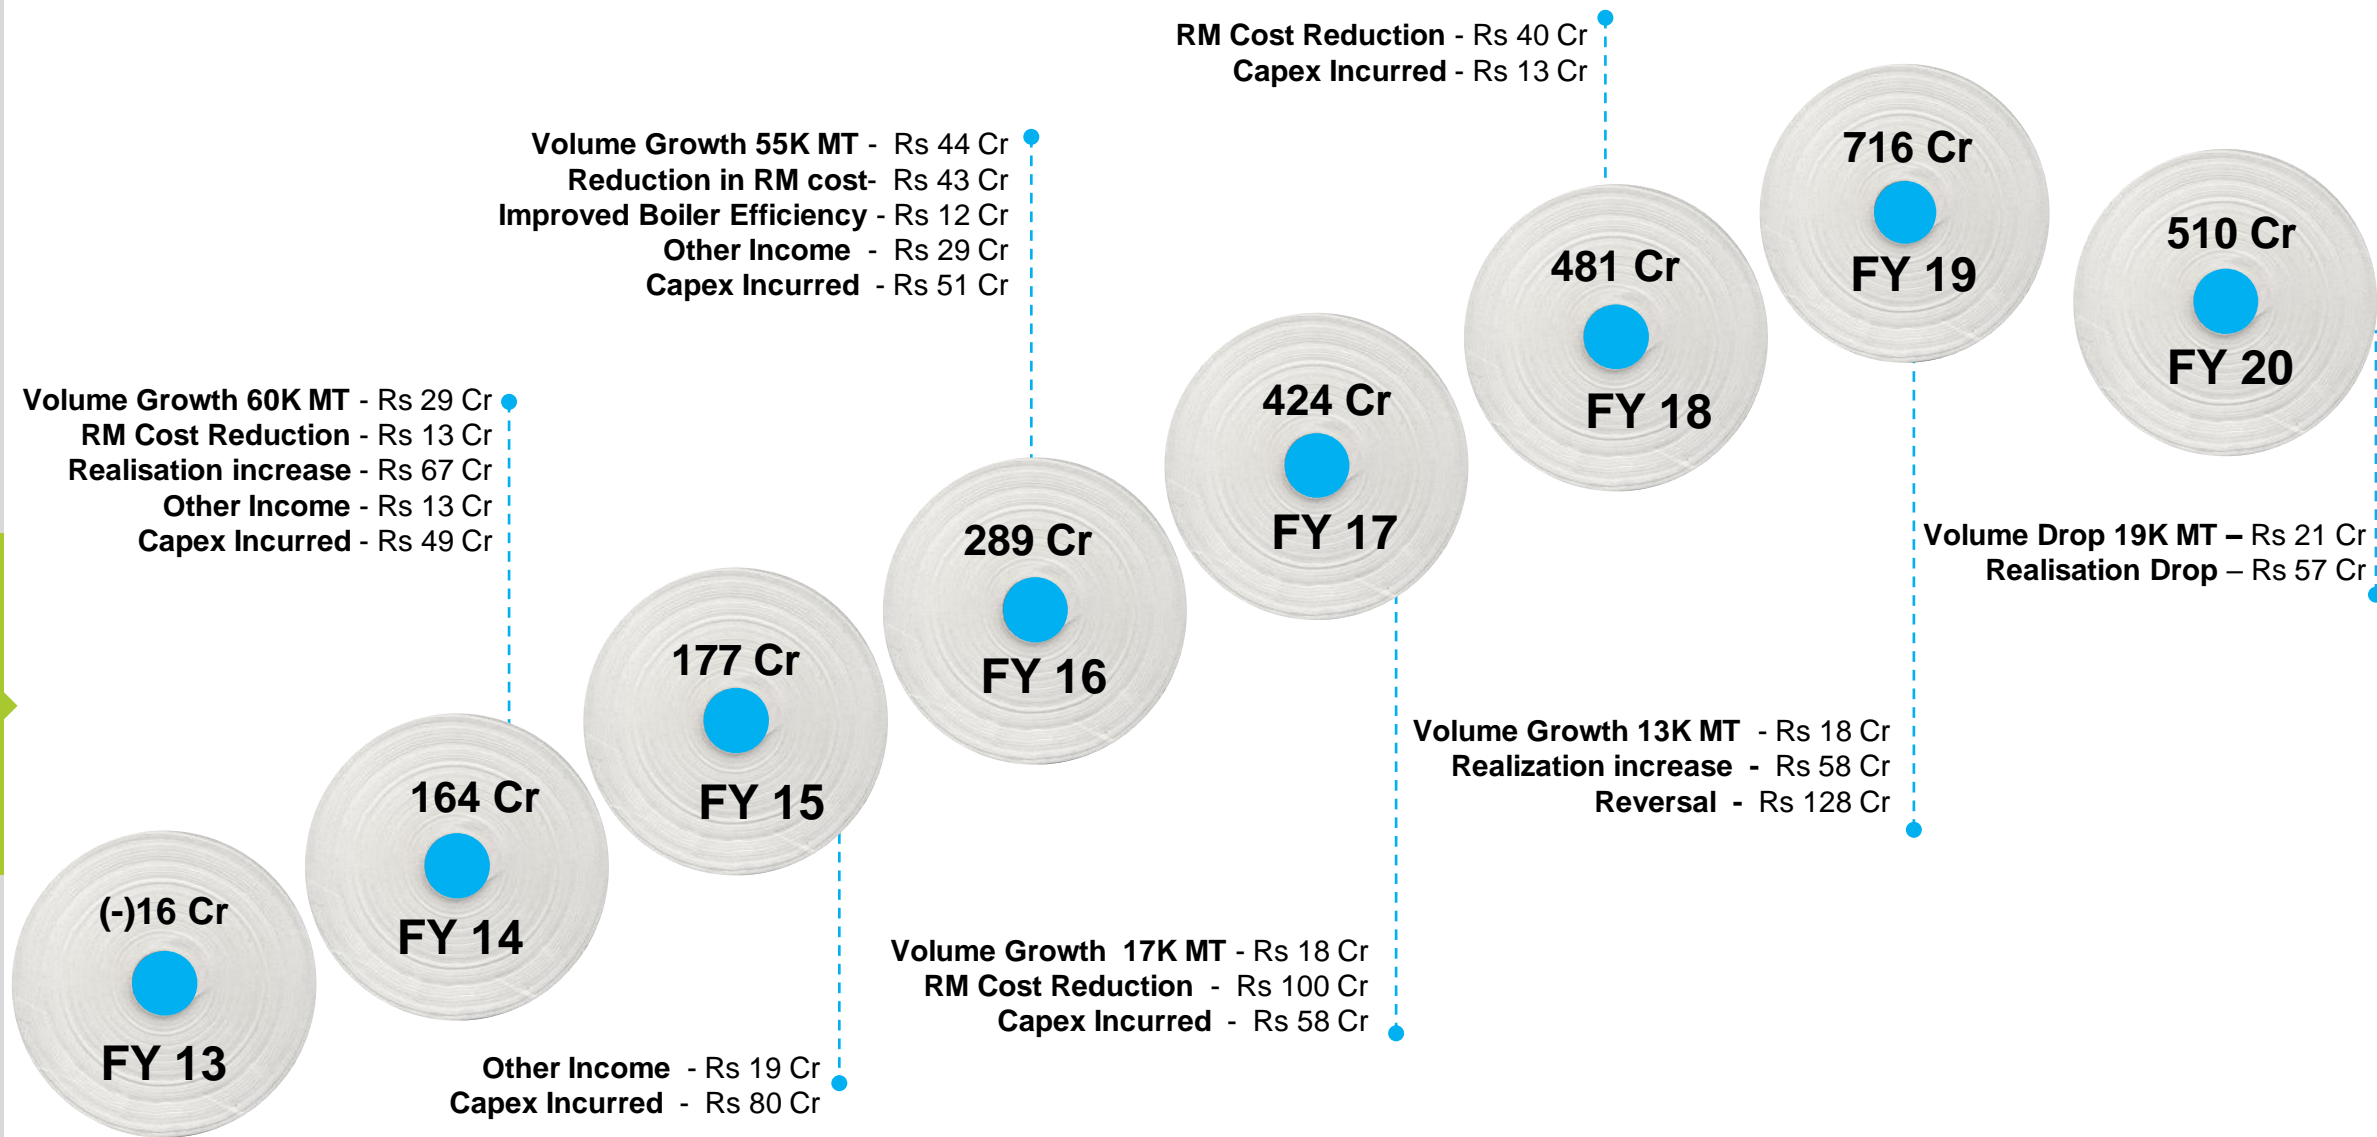 RM Cost Reduction - Rs 40 Cr
Capex Incurred - Rs 13 Cr
Volume Growth 55K MT - Rs 44 Cr
Reduction in RM cost- Rs 43 Cr
Improved Boiler Efficiency - Rs 12 Cr
Other Income - Rs 29 Cr
Capex Incurred - Rs 51 Cr
Volume Growth 60K MT - Rs 29 Cr
RM Cost Reduction - Rs 13 Cr
Realisation increase - Rs 67 Cr
Other Income - Rs 13 Cr
Capex Incurred - Rs 49 Cr
(-)16 Cr
FY 13
164 Cr
FY 14
177 Cr
FY 15
289 Cr
FY 16
424 Cr
FY 17
481 Cr
FY 18
716 Cr
FY 19
510 Cr
FY 20
Volume Drop 19K MT – Rs 21 Cr
Realisation Drop – Rs 57 Cr
Volume Growth 13K MT - Rs 18 Cr
Realization increase - Rs 58 Cr
Reversal - Rs 128 Cr
Volume Growth 17K MT - Rs 18 Cr
RM Cost Reduction - Rs 100 Cr
Capex Incurred - Rs 58 Cr
Other Income - Rs 19 Cr
Capex Incurred - Rs 80 Cr